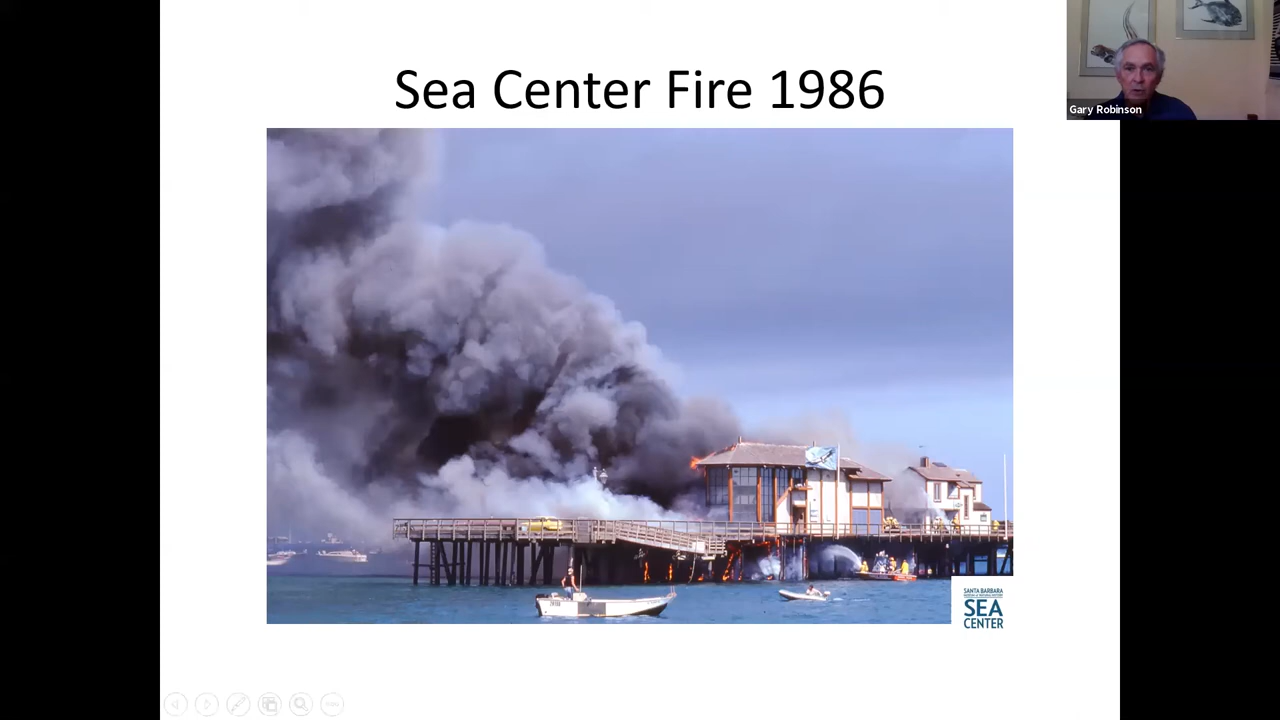 Sea Center Fire 1986
Gary Robinson
SANTA BARBARA
SEA
CENTER